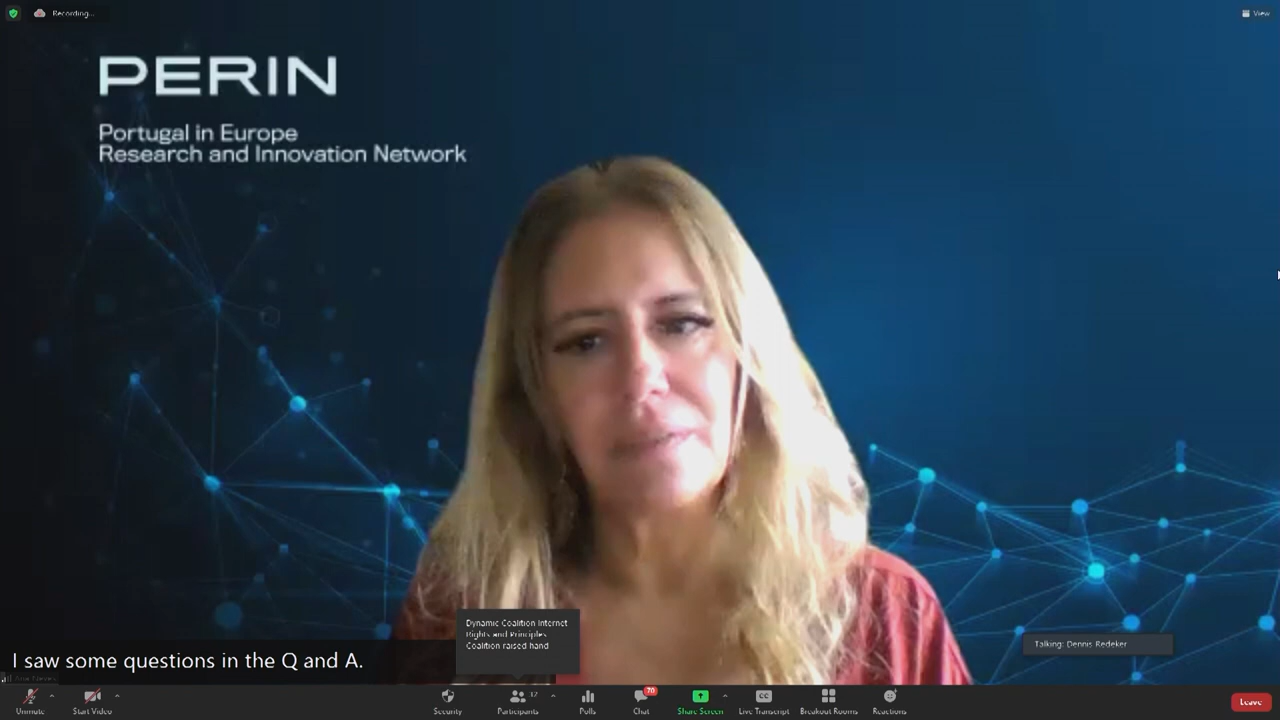 Recording...
View
PERIN
Portugal in Europe
Research and Innovation Network
Dynamic Coalition Internet
Rights and Principles
Coalition raised hand
Talking: Dennis Redeker
I saw some questions in the Q and A.
Unmute
Start Video
Security
37
Participants
Polls
70
Chat
Share Screen
CC
Live Transcript
Breakout Rooms
Reactions
Leave